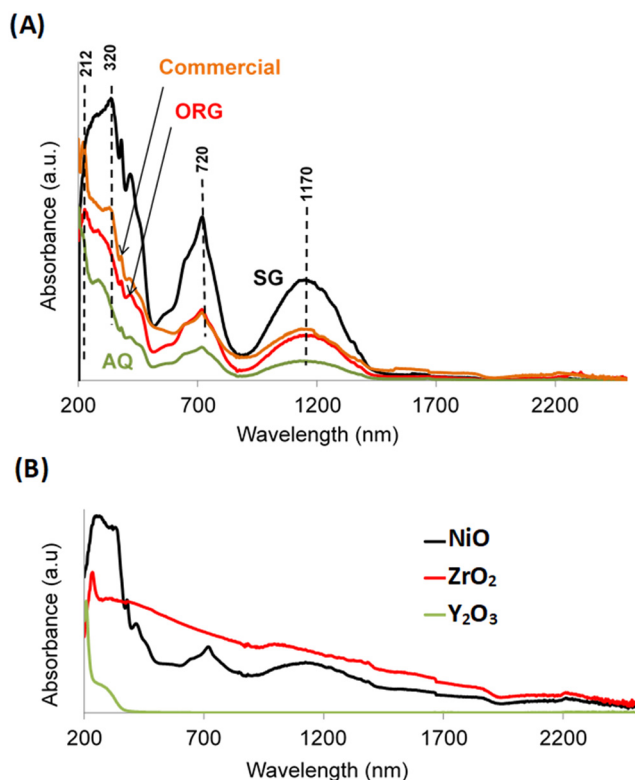 (A)
212
320
Commercial
ORG
720
1170
SG
AQ
Absorbance (a.u.)
200 700 1200 1700 2200
Wavelength (nm)
(B)
NiO
ZrO₂
Y₂O₃
Absorbance (a.u)
200 700 1200 1700 2200
Wavelength (nm)